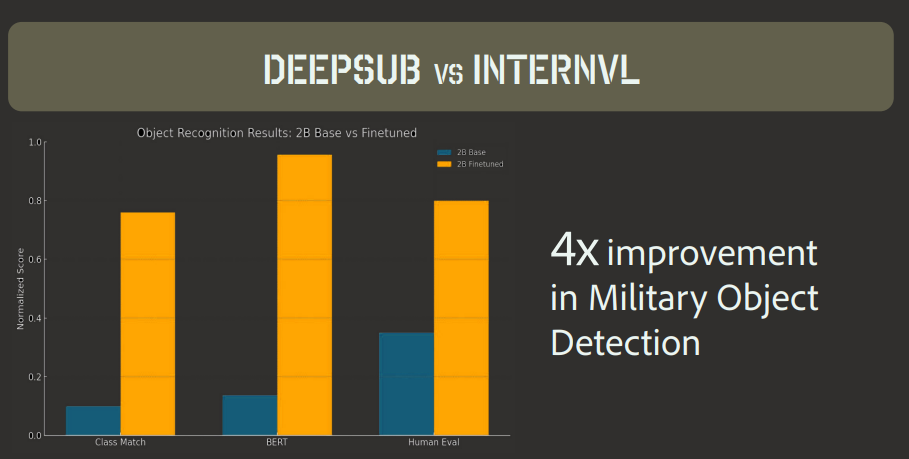 DEEPSUB VS INTERNVL
Object Recognition Results: 2B Base vs Finetuned
2B Base
2B Finetuned
Normalized Score
1.0
0.8
0.6
0.4
0.2
0.0
Class Match BERT Human Eval
4x improvement
in Military Object
Detection